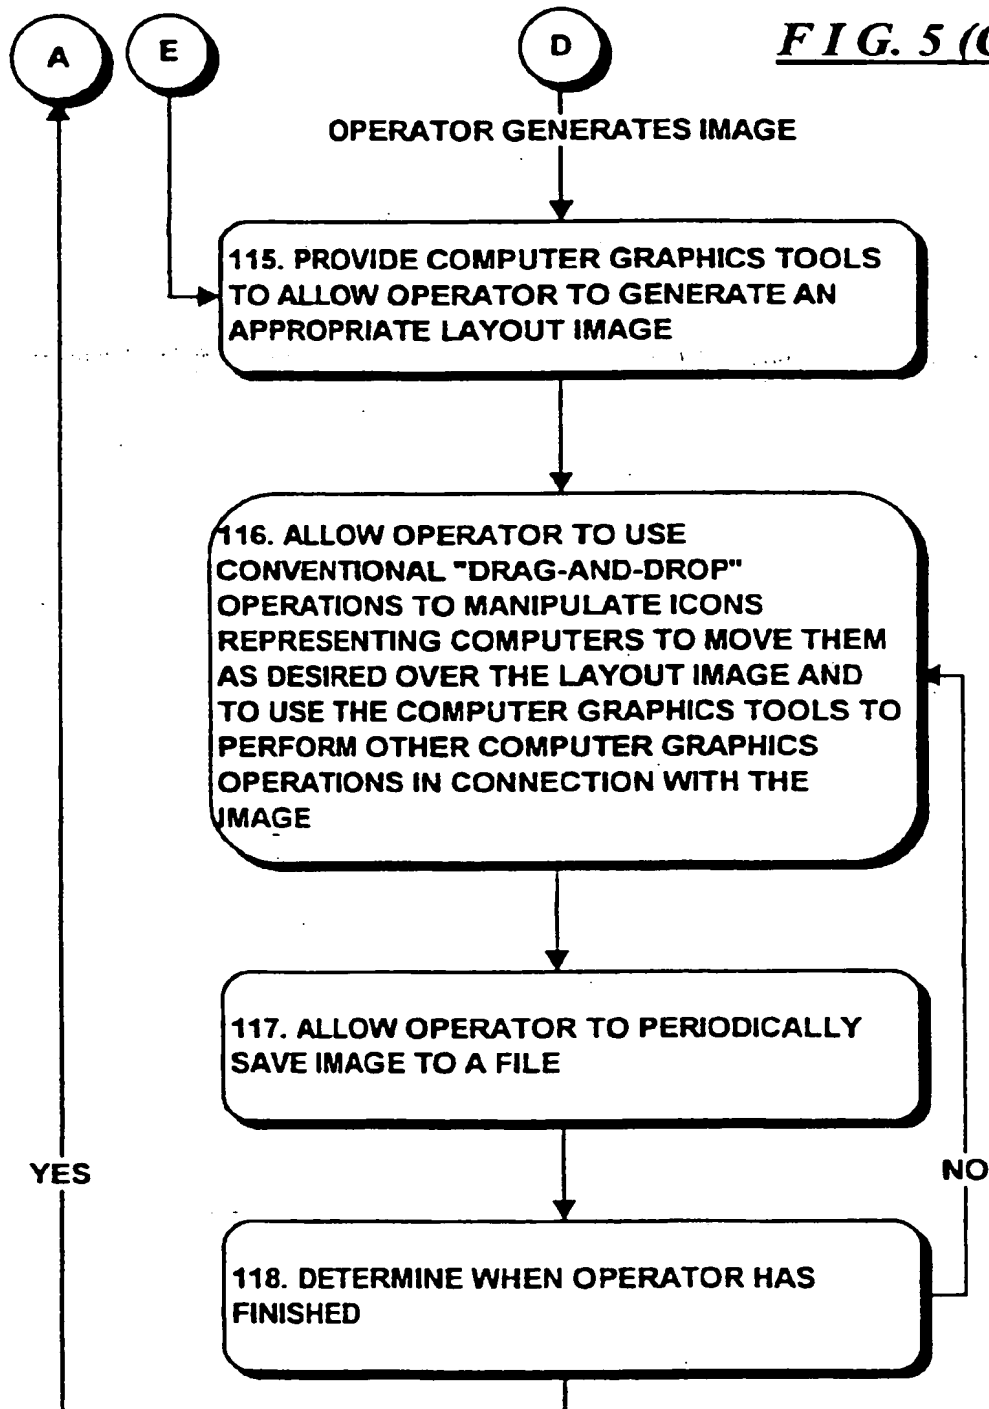 A
E
D
F I G. 5 (
OPERATOR GENERATES IMAGE
115. PROVIDE COMPUTER GRAPHICS TOOLS
TO ALLOW OPERATOR TO GENERATE AN
APPROPRIATE LAYOUT IMAGE
116. ALLOW OPERATOR TO USE
CONVENTIONAL "DRAG-AND-DROP"
OPERATIONS TO MANIPULATE ICONS
REPRESENTING COMPUTERS TO MOVE THEM
AS DESIRED OVER THE LAYOUT IMAGE AND
TO USE THE COMPUTER GRAPHICS TOOLS TO
PERFORM OTHER COMPUTER GRAPHICS
OPERATIONS IN CONNECTION WITH THE
IMAGE
117. ALLOW OPERATOR TO PERIODICALLY
SAVE IMAGE TO A FILE
YES
NO
118. DETERMINE WHEN OPERATOR HAS
FINISHED